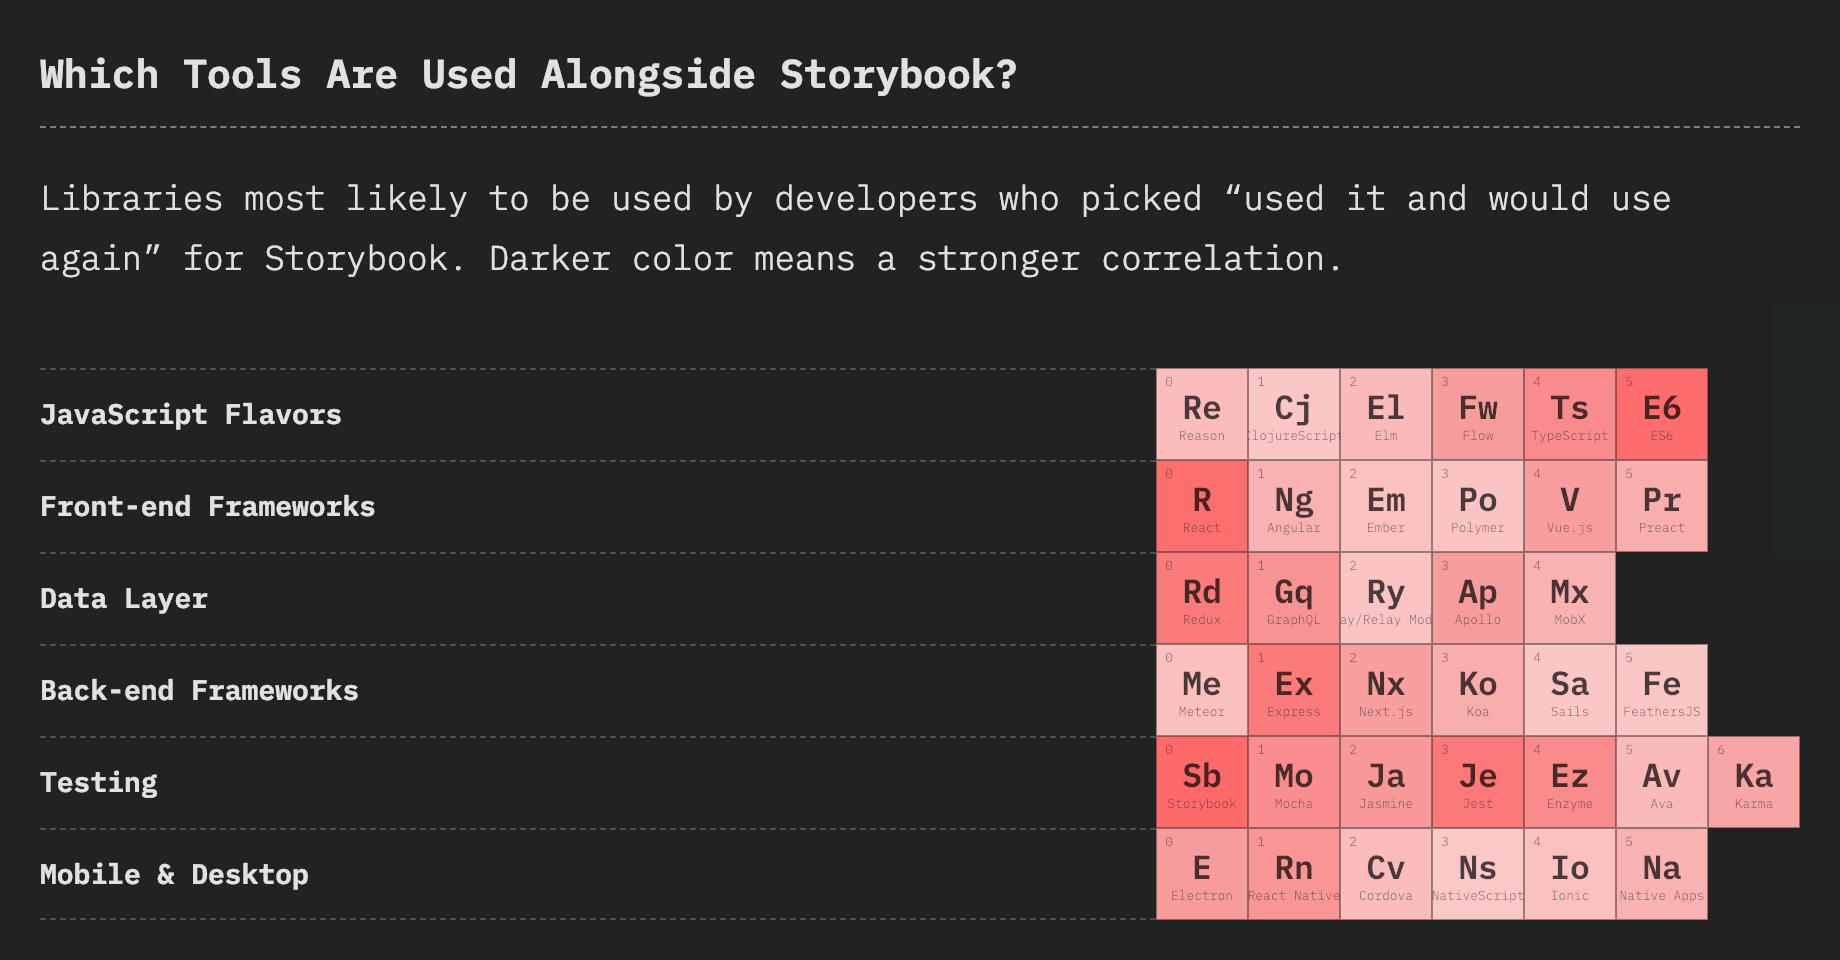 Which Tools Are Used Alongside Storybook?
Libraries most likely to be used by developers who picked “used it and would use
again” for Storybook. Darker color means a stronger correlation.
JavaScript Flavors
0 1 2 3 4 5
Re Cj El Fw Ts E6
Reason ClojureScript Elm Flow TypeScript ES6
Front-end Frameworks
0 1 2 3 4 5
R Ng Em Po V Pr
React Angular Ember Polymer Vue.js Preact
Data Layer
0 1 2 3 4
Rd Gq Ry Ap Mx
Redux GraphQL ay/Relay Mod Apollo MobX
Back-end Frameworks
0 1 2 3 4 5
Me Ex Nx Ko Sa Fe
Meteor Express Next.js Koa Sails FeathersJS
Testing
0 1 2 3 4 5 6
Sb Mo Ja Je Ez Av Ka
Storybook Mocha Jasmine Jest Enzyme Ava Karma
Mobile & Desktop
0 1 2 3 4 5
E Rn Cv Ns Io Na
Electron React Native Cordova NativeScript Ionic Native Apps